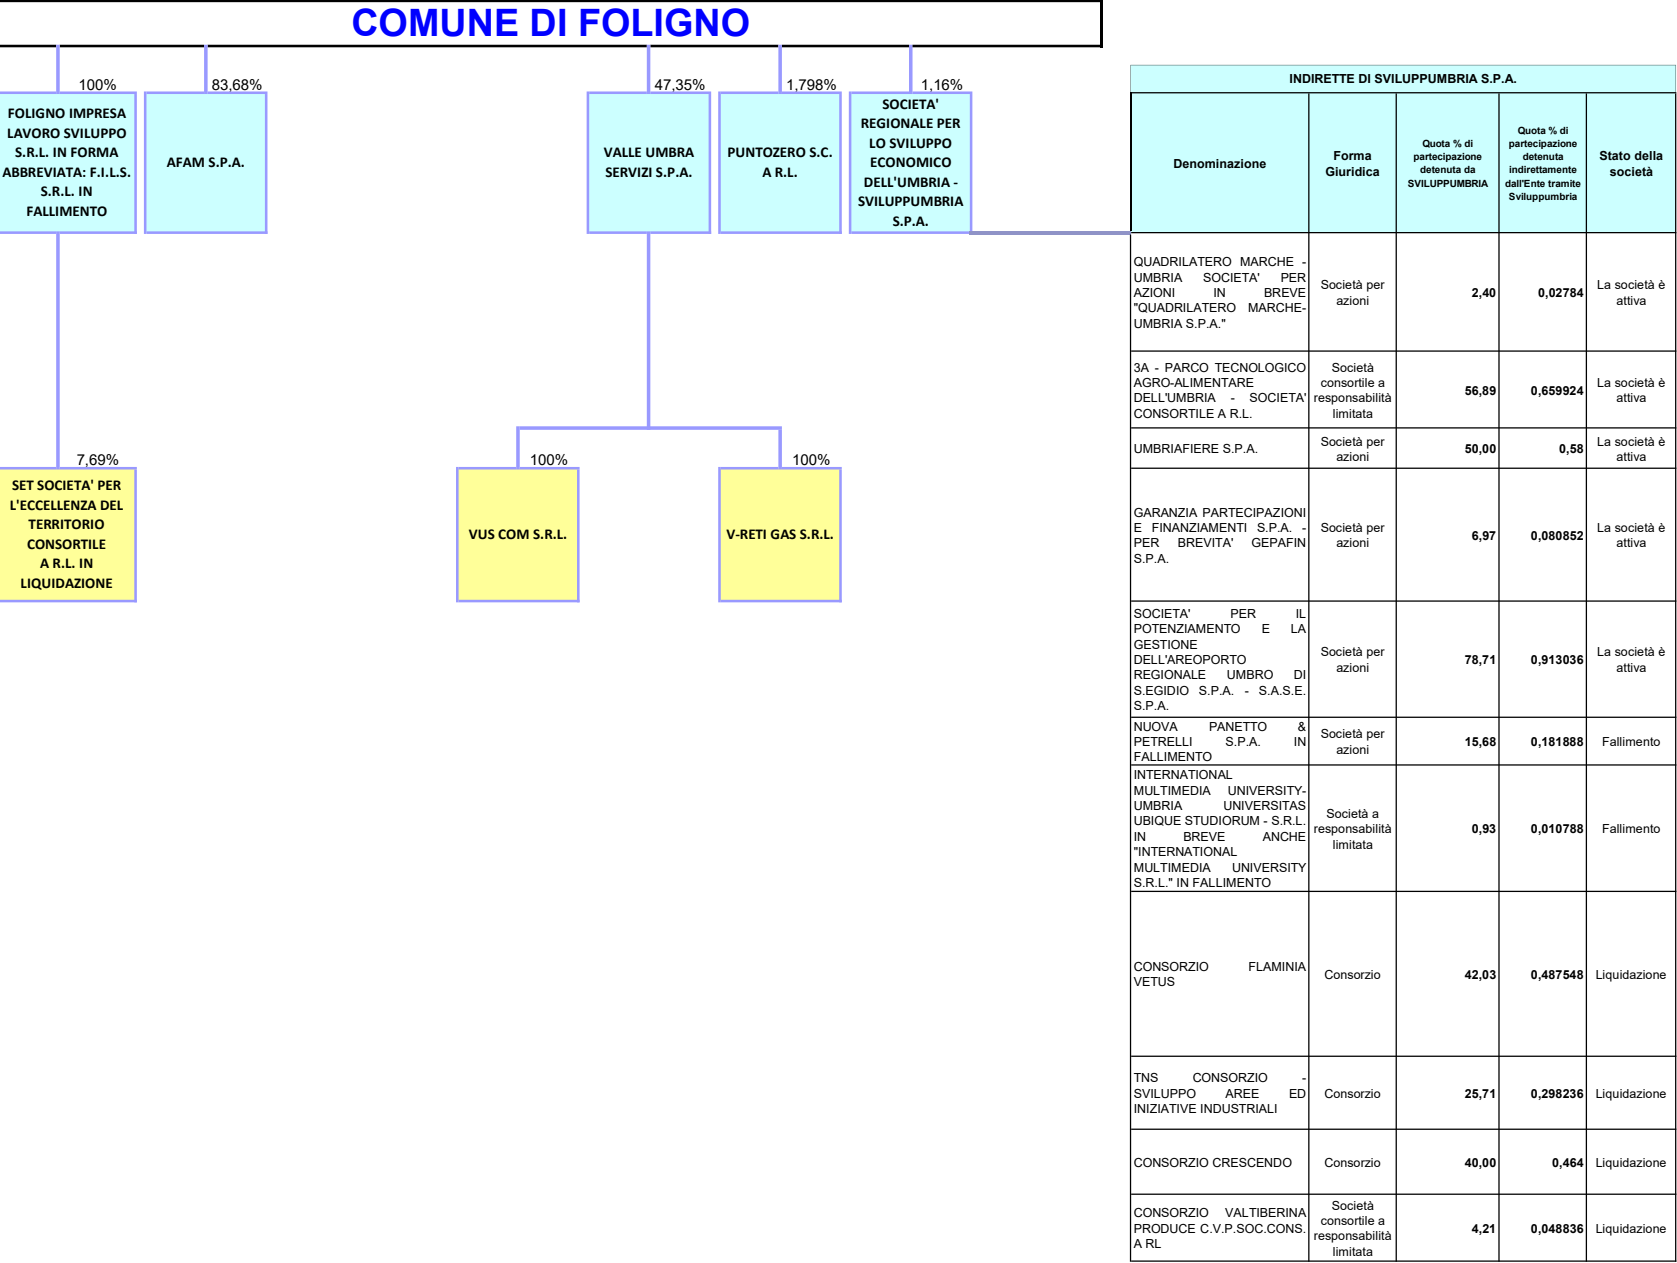 COMUNE DI FOLIGNO
100%
83,68%
47,35%
1,798%
1,16%
FOLIGNO IMPRESA
LAVORO SVILUPPO
S.R.L. IN FORMA
ABBREVIATA: F.I.L.S.
S.R.L. IN
FALLIMENTO
AFAM S.P.A.
VALLE UMBRA
SERVIZI S.P.A.
PUNTOZERO S.C.
A R.L.
SOCIETA'
REGIONALE PER
LO SVILUPPO
ECONOMICO
DELL'UMBRIA -
SVILUPPUMBRIA
S.P.A.
7,69%
100%
100%
SET SOCIETA' PER
L'ECCELLENZA DEL
TERRITORIO
CONSORTILE
A R.L. IN
LIQUIDAZIONE
VUS COM S.R.L.
V-RETI GAS S.R.L.
INDIRETTE DI SVILUPPUMBRIA S.P.A.
Denominazione
Forma
Giuridica
Quota % di
partecipazione
detenuta da
SVILUPPUMBRIA
Quota % di
partecipazione
detenuta
indirettamente
dall'Ente tramite
Sviluppumbria
Stato della
società
QUADRILATERO MARCHE -
UMBRIA SOCIETA' PER
AZIONI IN BREVE
"QUADRILATERO MARCHE-
UMBRIA S.P.A."
Società per
azioni
2,40
0,02784
La società è
attiva
3A - PARCO TECNOLOGICO
AGRO-ALIMENTARE
DELL'UMBRIA - SOCIETA'
CONSORTILE A R.L.
Società
consortile a
responsabilità
limitata
56,89
0,659924
La società è
attiva
UMBRIAFIERE S.P.A.
Società per
azioni
50,00
0,58
La società è
attiva
GARANZIA PARTECIPAZIONI
E FINANZIAMENTI S.P.A. -
PER BREVITA' GEPAFIN
S.P.A.
Società per
azioni
6,97
0,080852
La società è
attiva
SOCIETA' PER IL
POTENZIAMENTO E LA
GESTIONE
DELL'AREOPORTO
REGIONALE UMBRO DI
S.EGIDIO S.P.A. - S.A.S.E.
S.P.A.
Società per
azioni
78,71
0,913036
La società è
attiva
NUOVA PANETTO &
PETRELLI S.P.A. IN
FALLIMENTO
Società per
azioni
15,68
0,181888
Fallimento
INTERNATIONAL
MULTIMEDIA UNIVERSITY-
UMBRIA UNIVERSITAS
UBIQUE STUDIORUM - S.R.L.
IN BREVE ANCHE
"INTERNATIONAL
MULTIMEDIA UNIVERSITY
S.R.L." IN FALLIMENTO
Società a
responsabilità
limitata
0,93
0,010788
Fallimento
CONSORZIO FLAMINIA
VETUS
Consorzio
42,03
0,487548
Liquidazione
TNS CONSORZIO -
SVILUPPO AREE ED
INIZIATIVE INDUSTRIALI
Consorzio
25,71
0,298236
Liquidazione
CONSORZIO CRESCENDO
Consorzio
40,00
0,464
Liquidazione
CONSORZIO VALTIBERINA
PRODUCE C.V.P.SOC.CONS.
A RL
Società
consortile a
responsabilità
limitata
4,21
0,048836
Liquidazione